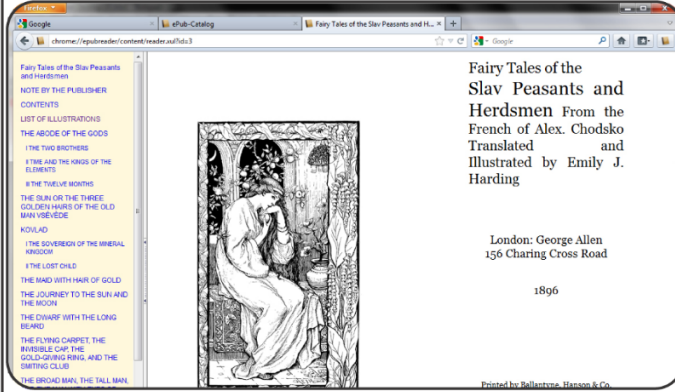 Firefox
Google
ePub-Catalog
Fairy Tales of the Slav Peasants and H...
chrome://epubreader/content/reader.xul?id=3
Google
Fairy Tales of the Slav Peasants
and Herdsmen
NOTE BY THE PUBLISHER
CONTENTS
LIST OF ILLUSTRATIONS
THE ABODE OF THE GODS
I THE TWO BROTHERS
II TIME AND THE KINGS OF THE
ELEMENTS
III THE TWELVE MONTHS
THE SUN OR THE THREE
GOLDEN HAIRS OF THE OLD
MAN VSÉVÈDE
KOVLAD
I THE SOVEREIGN OF THE MINERAL
KINGDOM
II THE LOST CHILD
THE MAID WITH HAIR OF GOLD
THE JOURNEY TO THE SUN AND
THE MOON
THE DWARF WITH THE LONG
BEARD
THE FLYING CARPET, THE
INVISIBLE CAP, THE
GOLD-GIVING RING, AND THE
SMITING CLUB
THE BROAD MAN, THE TALL MAN,
Fairy Tales of the
Slav Peasants and
Herdsmen From the
French of Alex. Chodsko
Translated and
Illustrated by Emily J.
Harding
London: George Allen
156 Charing Cross Road
1896
Printed by Ballantyne, Hanson & Co.